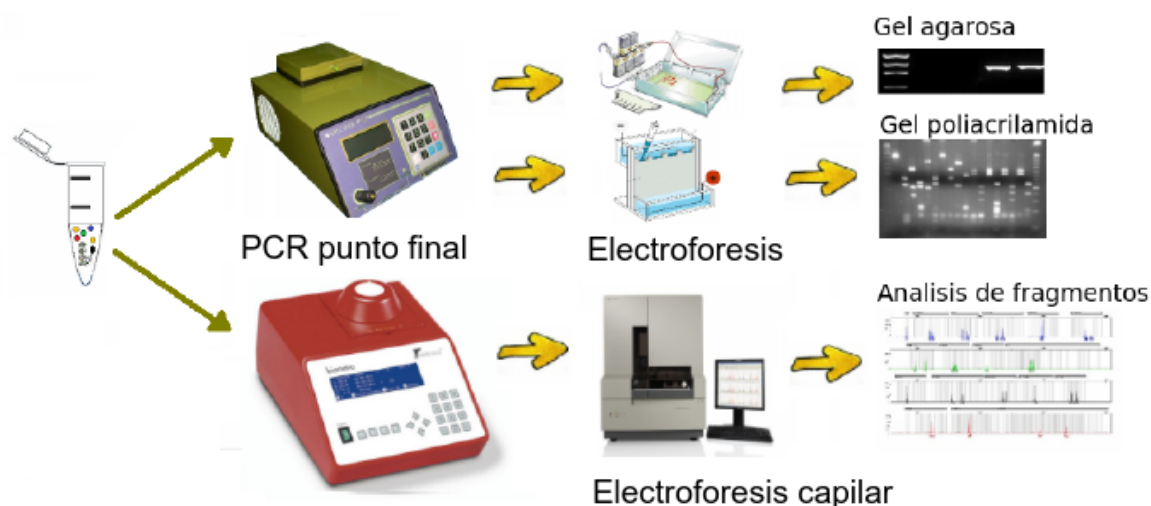 Gel agarosa
Gel poliacrilamida
PCR punto final
Electroforesis
Analisis de fragmentos
Electroforesis capilar